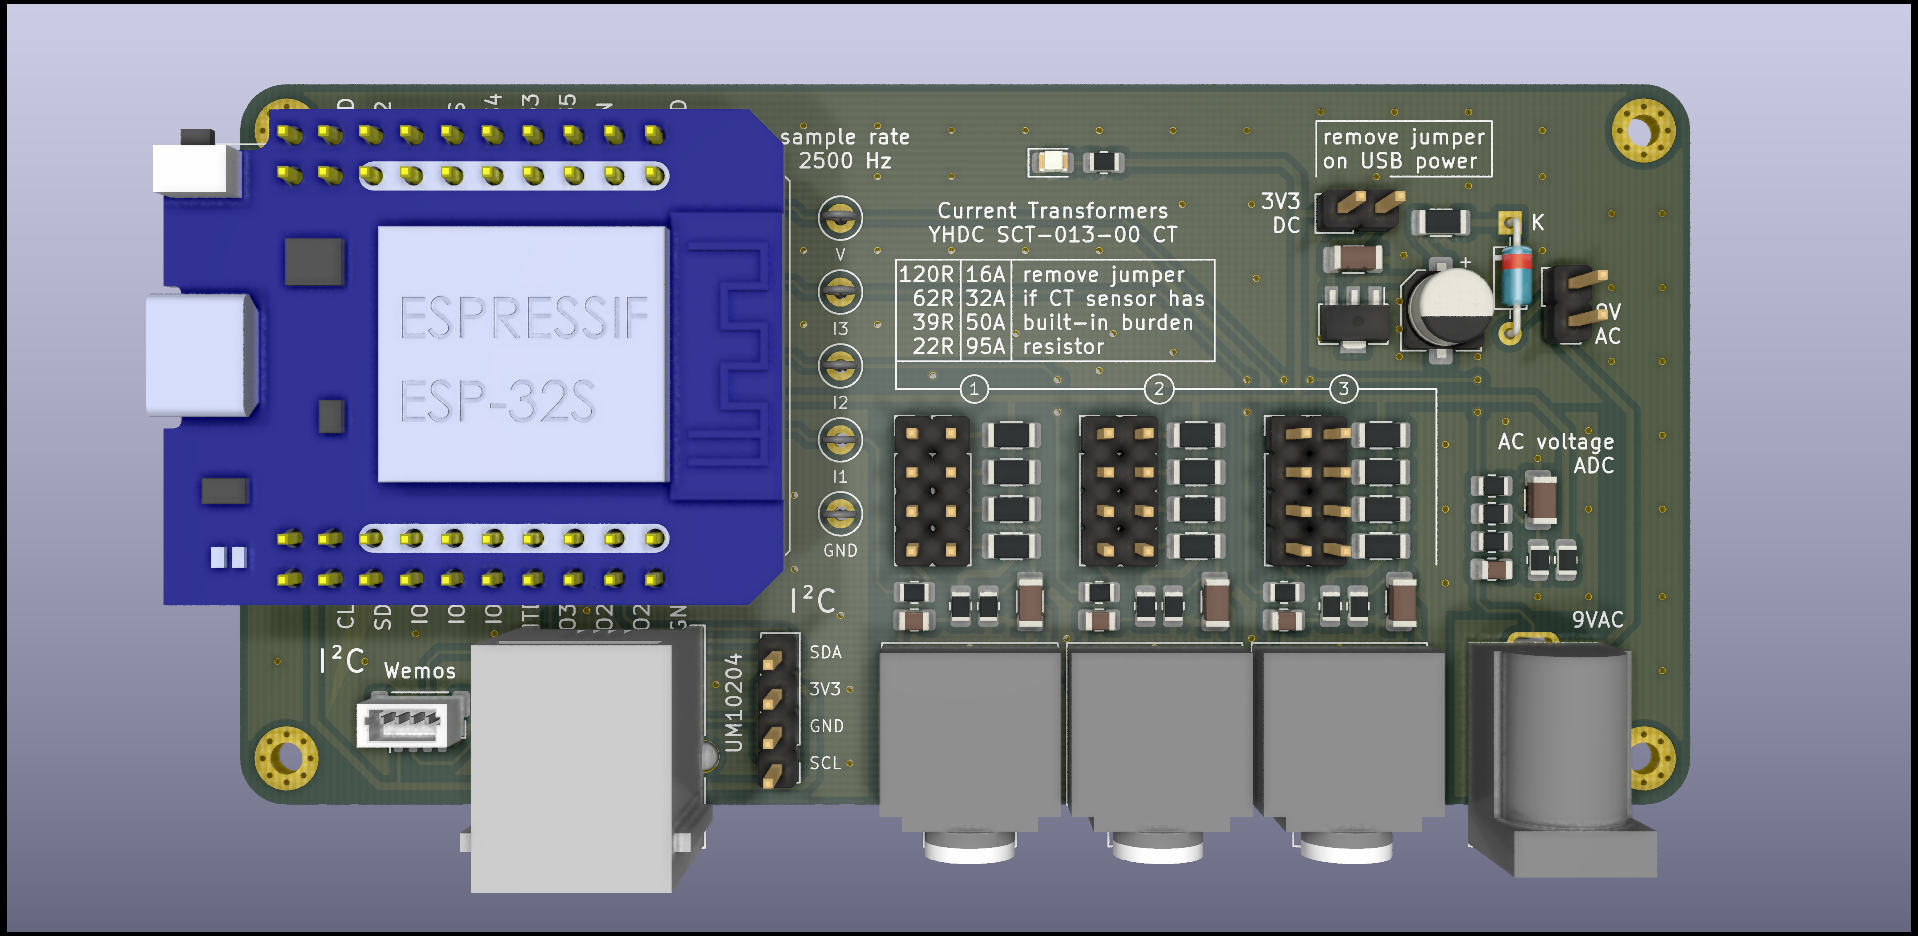 sample rate
2500 Hz
remove jumper
on USB power
3V3
DC
K
Current Transformers
YHDC SCT-013-00 CT
120R 16A remove jumper
62R 32A if CT sensor has
39R 50A built-in burden
22R 95A resistor
+
AC
V
I3
I2
I1
GND
ESPRESSIF
ESP-32S
1
2
3
AC voltage
ADC
I²C
9VAC
I²C
Wemos
UM10204
SDA
3V3
GND
SCL